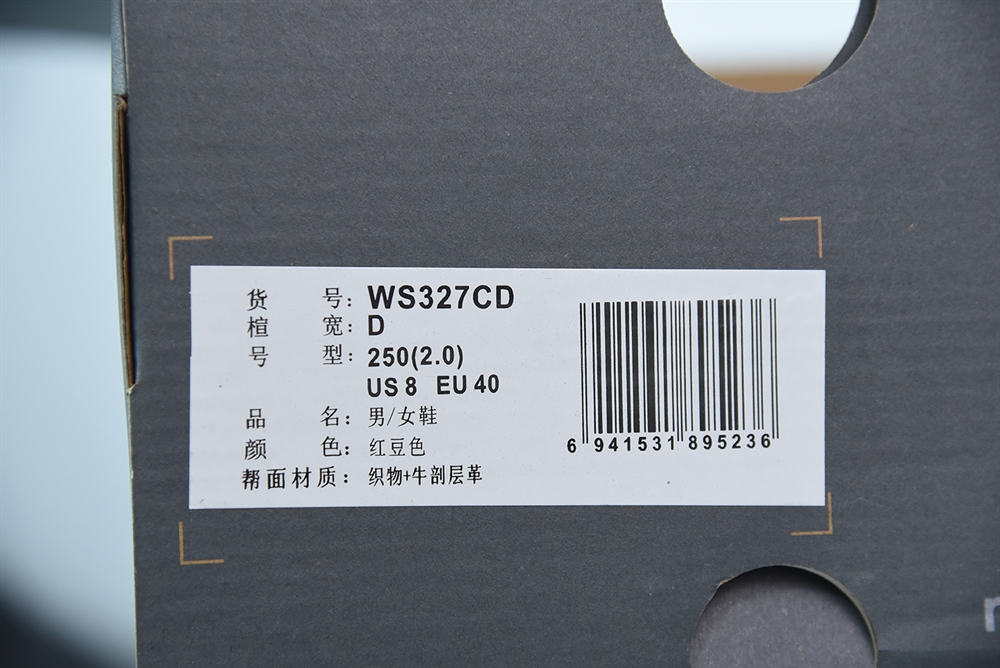 货 号：WS327CD
楦 宽：D
号 型：250(2.0)
US 8 EU 40
品 名：男/女鞋
颜 色：红豆色
帮面材质：织物+牛剖层革
6 941531 895236